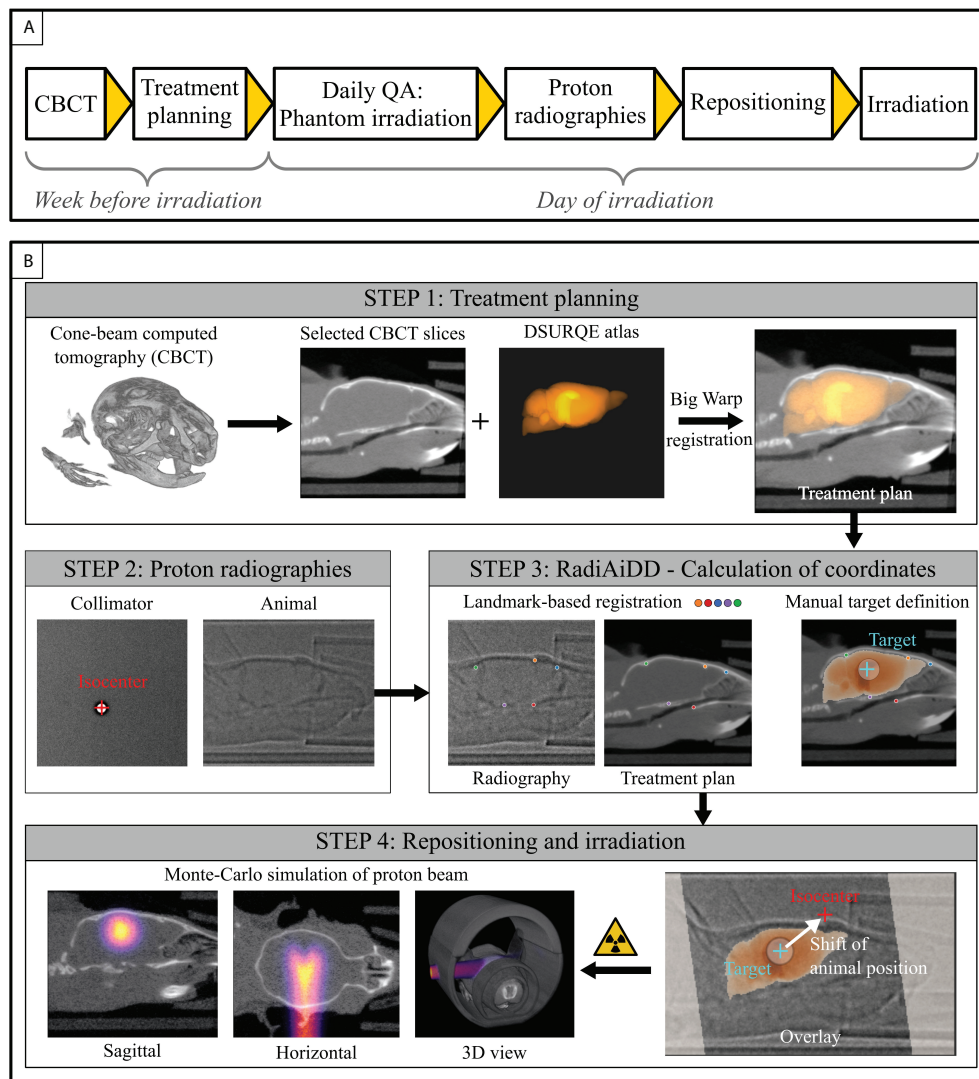 A
CBCT
Treatment
planning
Daily QA:
Phantom irradiation
Proton
radiographies
Repositioning
Irradiation
Week before irradiation
Day of irradiation
B
STEP 1: Treatment planning
Cone-beam computed
tomography (CBCT)
Selected CBCT slices
+
DSURQE atlas
Big Warp
registration
Treatment plan
STEP 2: Proton radiographies
Collimator
Animal
Isocenter
STEP 3: RadiAiDD - Calculation of coordinates
Landmark-based registration
Manual target definition
Target
Radiography
Treatment plan
STEP 4: Repositioning and irradiation
Monte-Carlo simulation of proton beam
Sagittal
Horizontal
3D view
Isocenter
Target
Shift of
animal position
Overlay